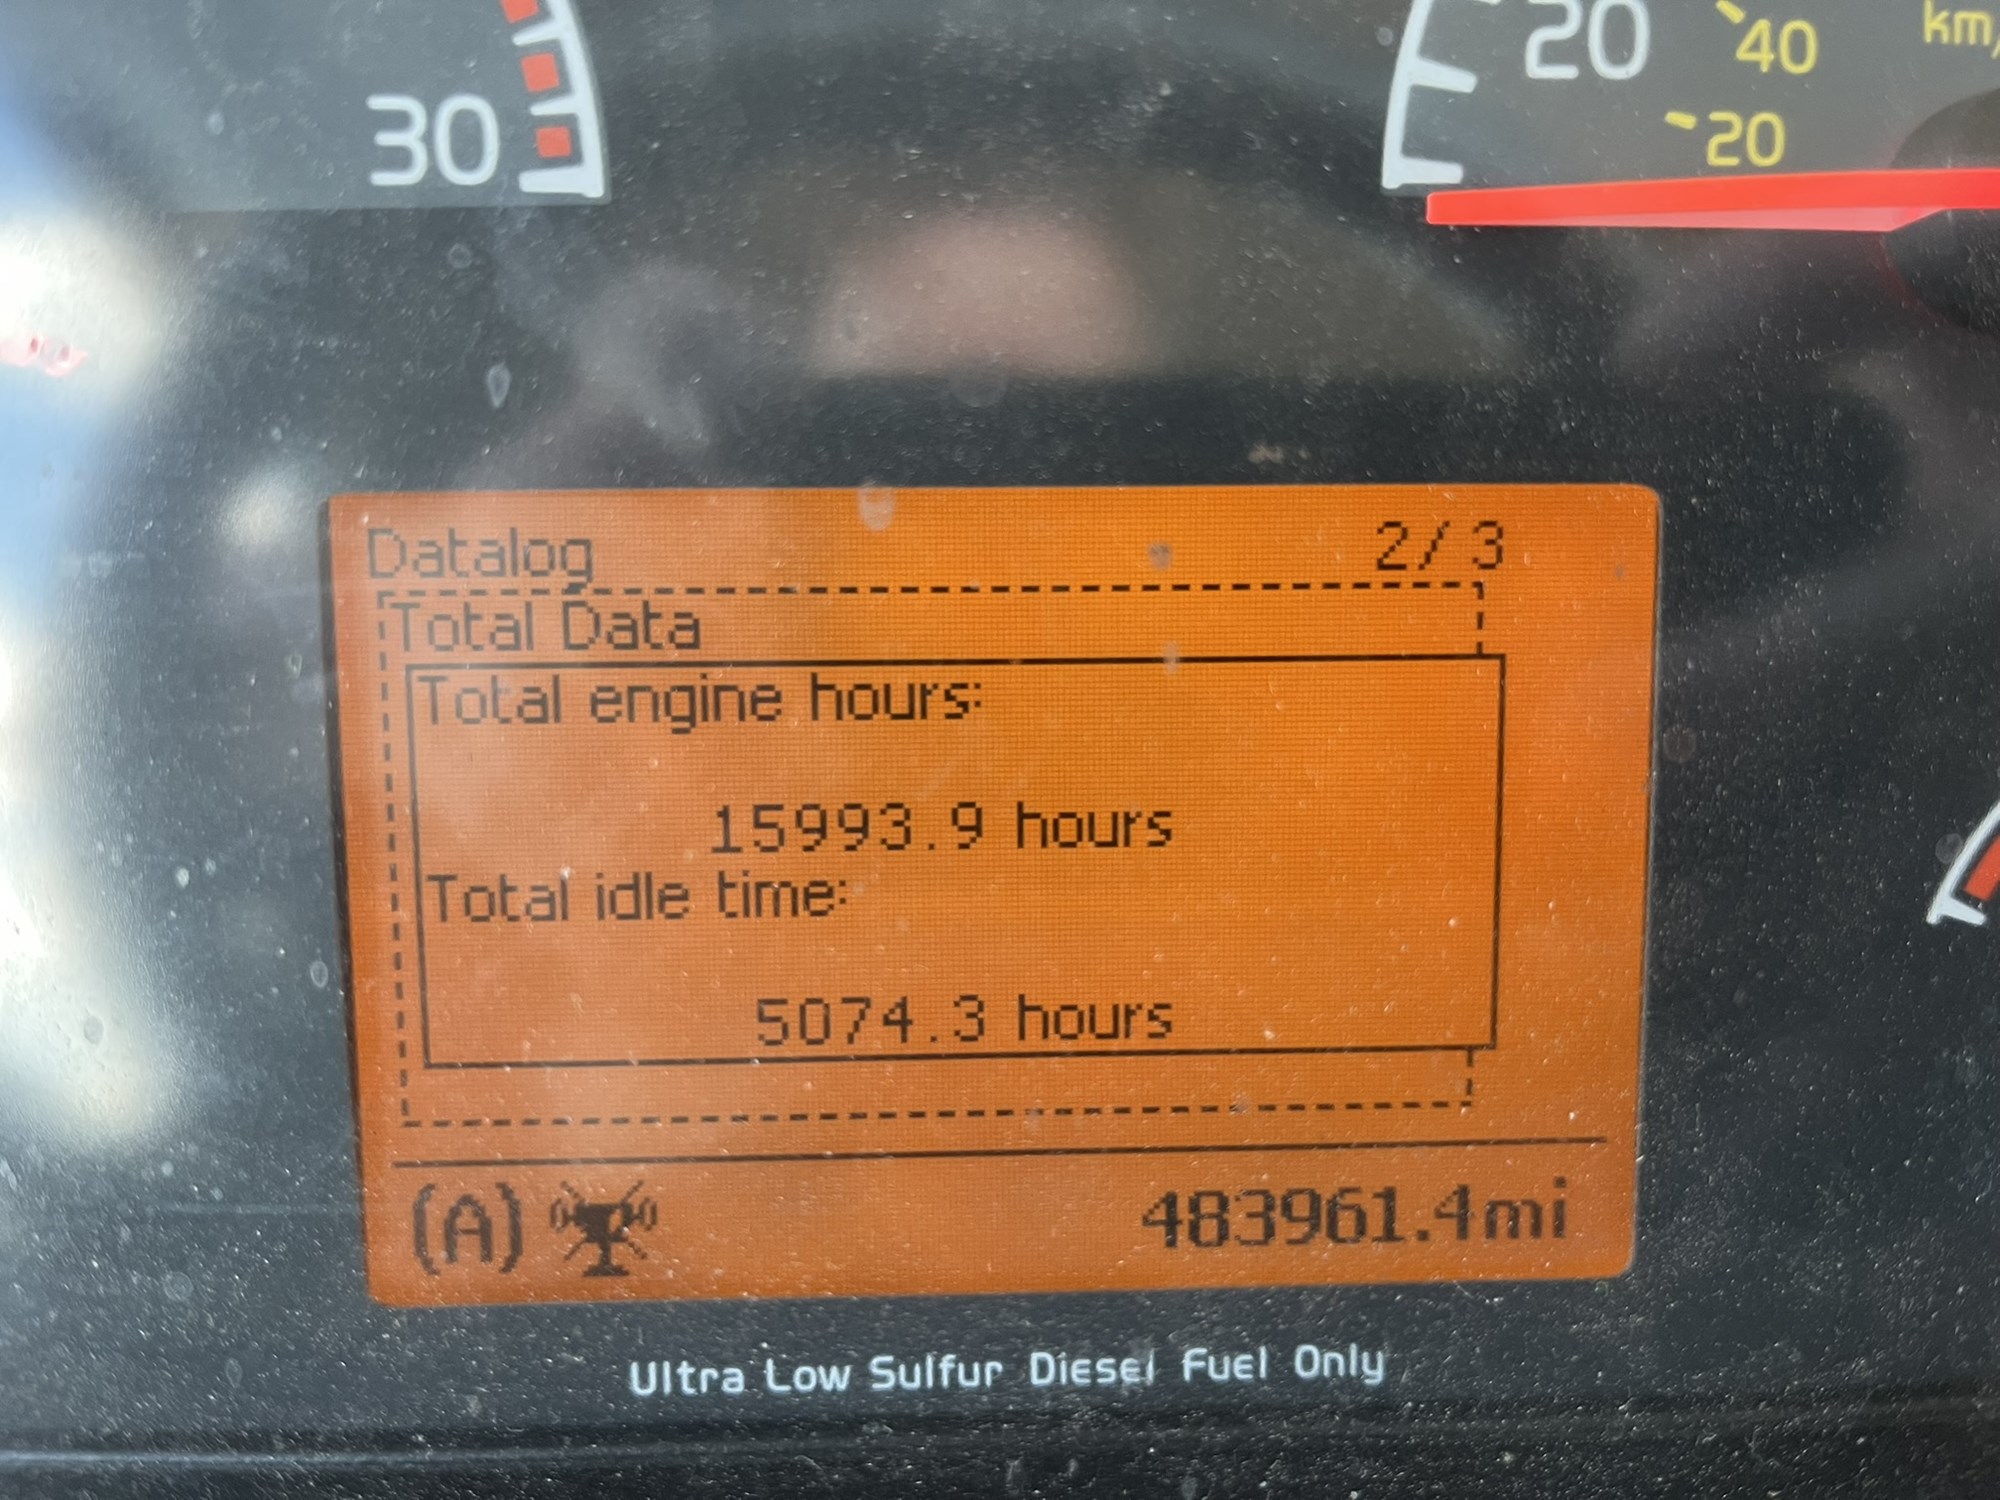 30
20
40
20
km/
Datalog 2/3
Total Data
Total engine hours:
15993.9 hours
Total idle time:
5074.3 hours
(A) 483961.4mi
Ultra Low Sulfur Diesel Fuel Only